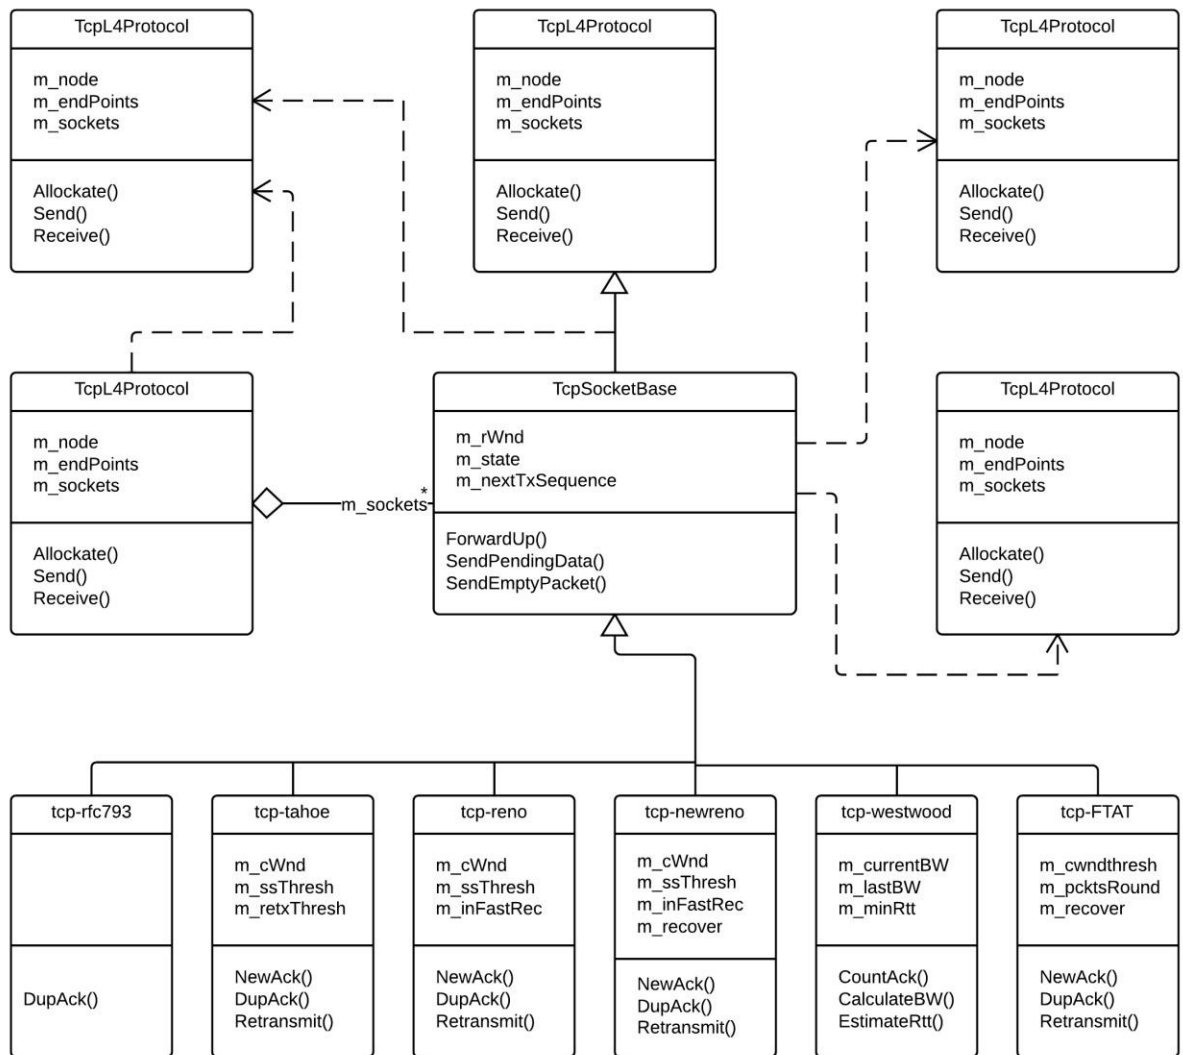 TcpL4Protocol
m_node
m_endPoints
m_sockets
Allockate()
Send()
Receive()
TcpL4Protocol
m_node
m_endPoints
m_sockets
Allockate()
Send()
Receive()
TcpL4Protocol
m_node
m_endPoints
m_sockets
Allockate()
Send()
Receive()
TcpL4Protocol
m_node
m_endPoints
m_sockets
Allockate()
Send()
Receive()
*
m_sockets
TcpSocketBase
m_rWnd
m_state
m_nextTxSequence
ForwardUp()
SendPendingData()
SendEmptyPacket()
TcpL4Protocol
m_node
m_endPoints
m_sockets
Allockate()
Send()
Receive()
tcp-rfc793
DupAck()
tcp-tahoe
m_cWnd
m_ssThresh
m_retxThresh
NewAck()
DupAck()
Retransmit()
tcp-reno
m_cWnd
m_ssThresh
m_inFastRec
NewAck()
DupAck()
Retransmit()
tcp-newreno
m_cWnd
m_ssThresh
m_inFastRec
m_recover
NewAck()
DupAck()
Retransmit()
tcp-westwood
m_currentBW
m_lastBW
m_minRtt
CountAck()
CalculateBW()
EstimateRtt()
tcp-FTAT
m_cwndthresh
m_pcktsRound
m_recover
NewAck()
DupAck()
Retransmit()